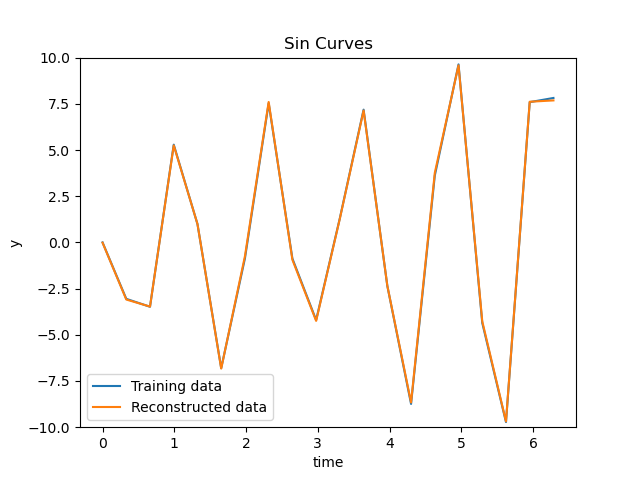 Sin Curves
10.0
7.5
5.0
2.5
0.0
−2.5
−5.0
−7.5
−10.0
y
Training data
Reconstructed data
0 1 2 3 4 5 6
time